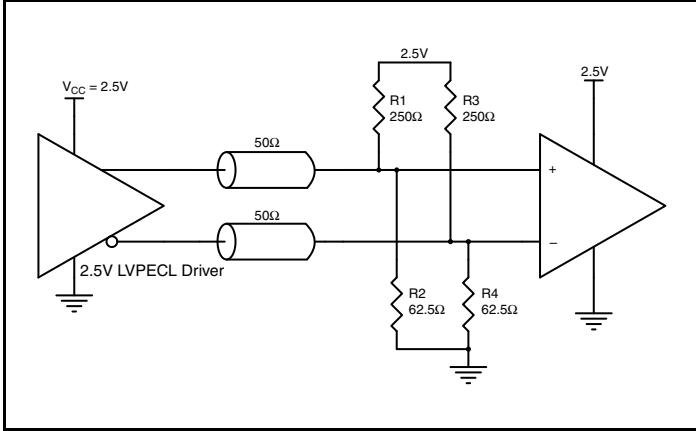 2.5V
V_CC = 2.5V
2.5V
R1
250Ω
R3
250Ω
50Ω
+
50Ω
–
2.5V LVPECL Driver
R2
62.5Ω
R4
62.5Ω